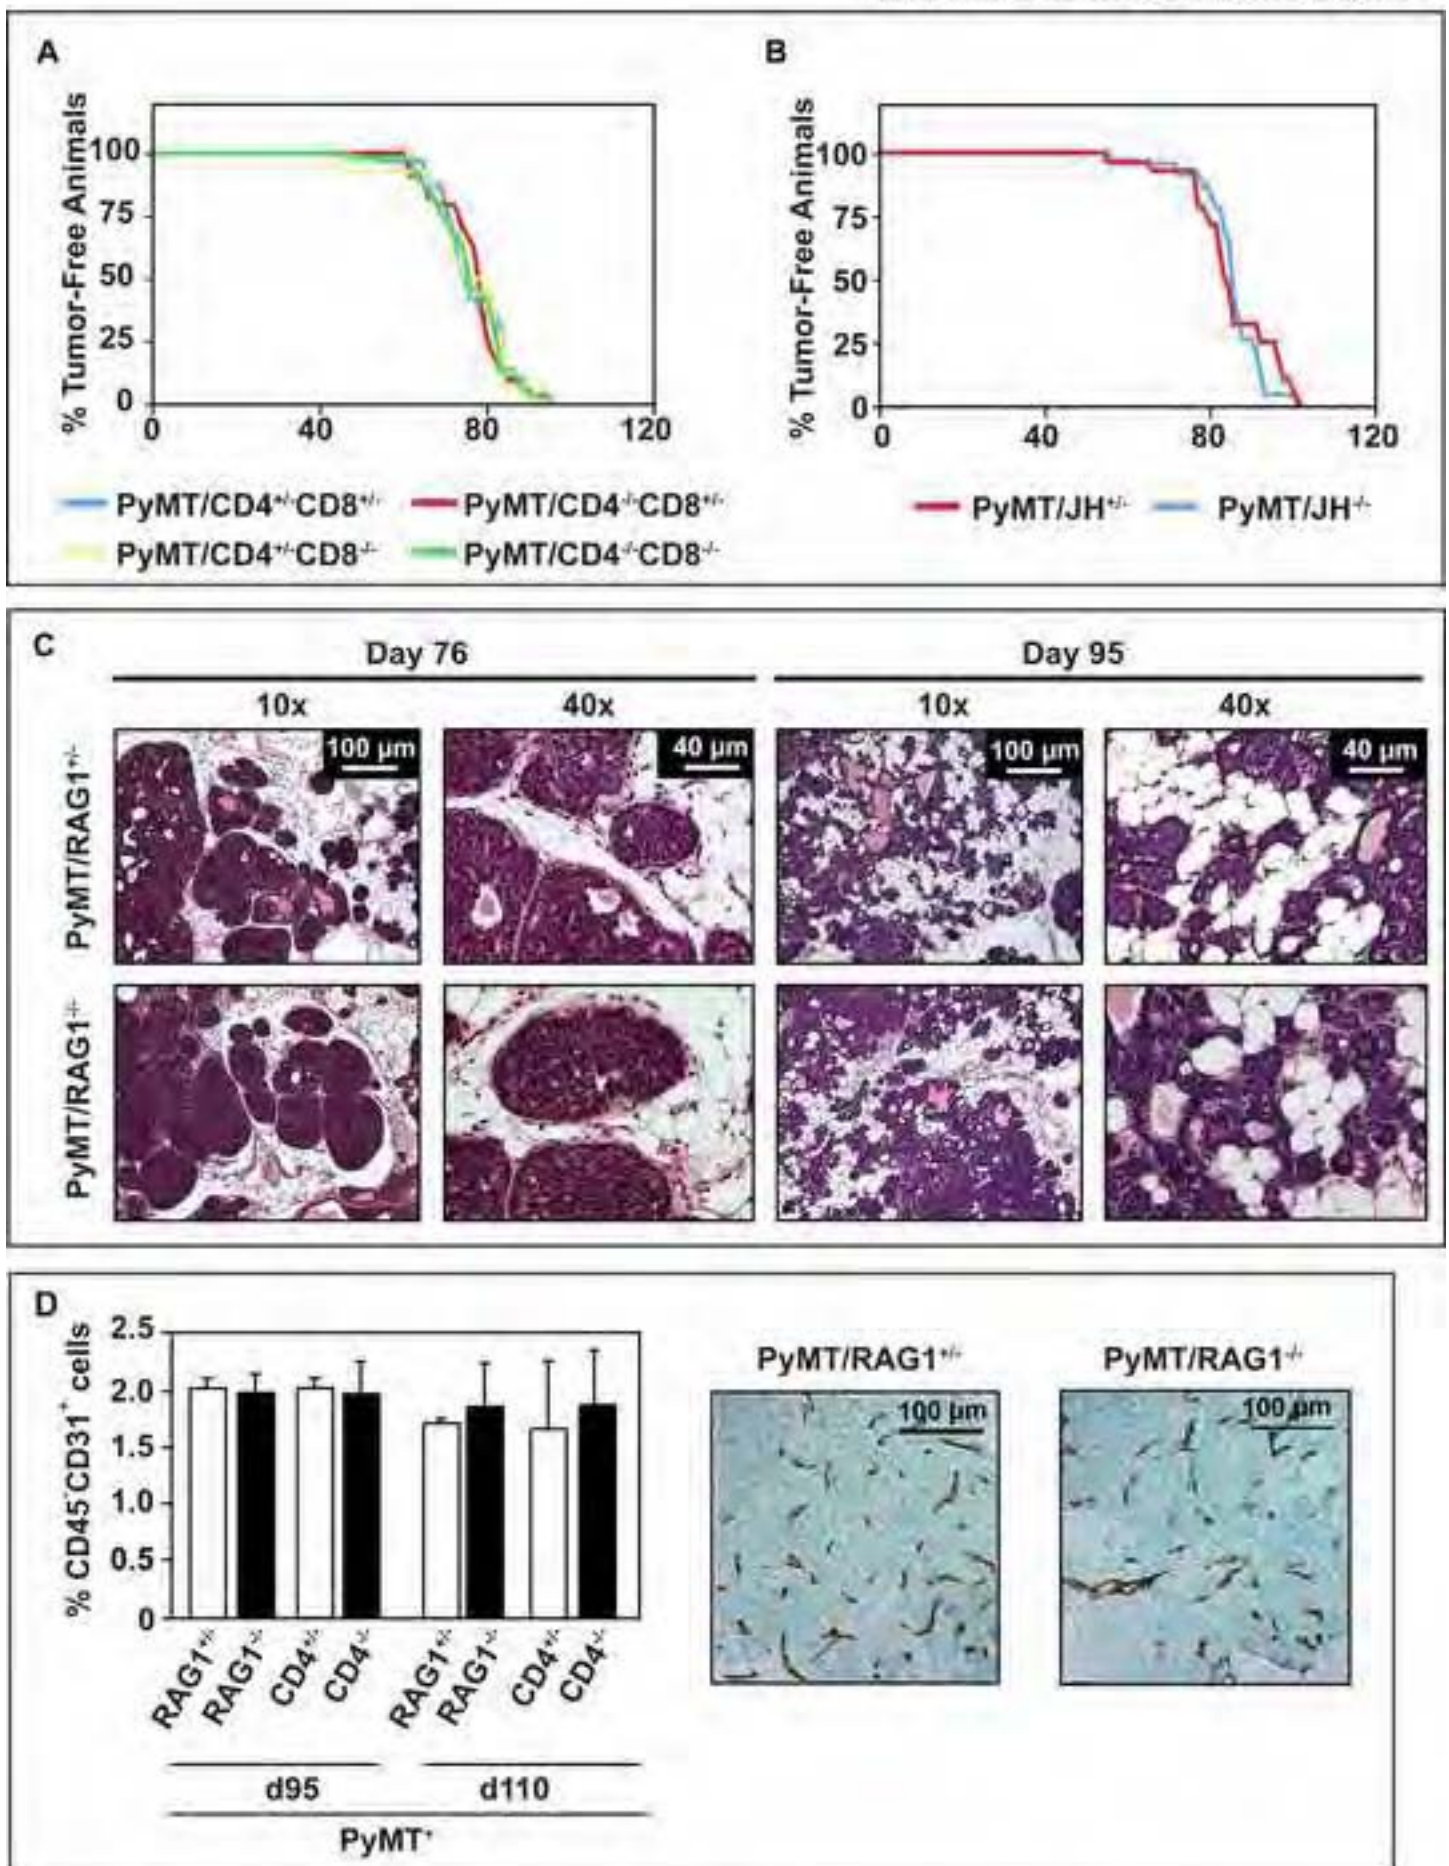 A
B
% Tumor-Free Animals
100
75
50
25
0
0 40 80 120
% Tumor-Free Animals
100
75
50
25
0
0 40 80 120
PyMT/CD4+/-CD8+/- PyMT/CD4-/-CD8+/-
PyMT/CD4+/-CD8-/- PyMT/CD4-/-CD8-/-
PyMT/JH+/- PyMT/JH-/-
C
Day 76 Day 95
10x 40x 10x 40x
PyMT/RAG1+/-
100 µm 40 µm 100 µm 40 µm
PyMT/RAG1-/-
D
% CD45-CD31+ cells
2.5
2.0
1.5
1.0
0.5
0
RAG1+/- RAG1-/- CD4+/- CD4-/- RAG1+/- RAG1-/- CD4+/- CD4-/-
d95 d110
PyMT+
PyMT/RAG1+/- PyMT/RAG1-/-
100 µm 100 µm